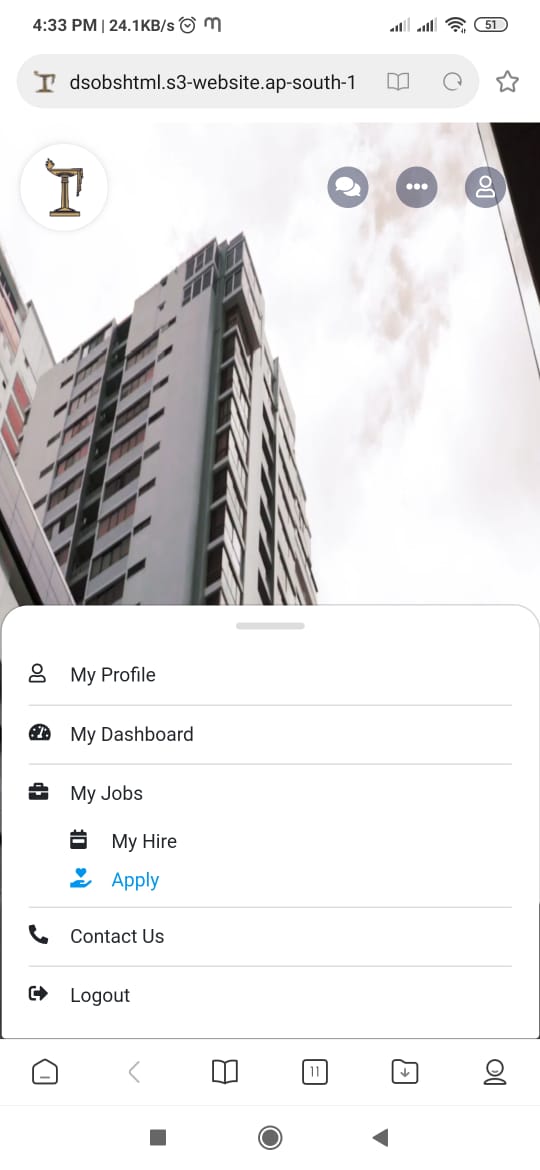 4:33 PM | 24.1KB/s
51
dsobshtml.s3-website.ap-south-1
My Profile
My Dashboard
My Jobs
My Hire
Apply
Contact Us
Logout
11